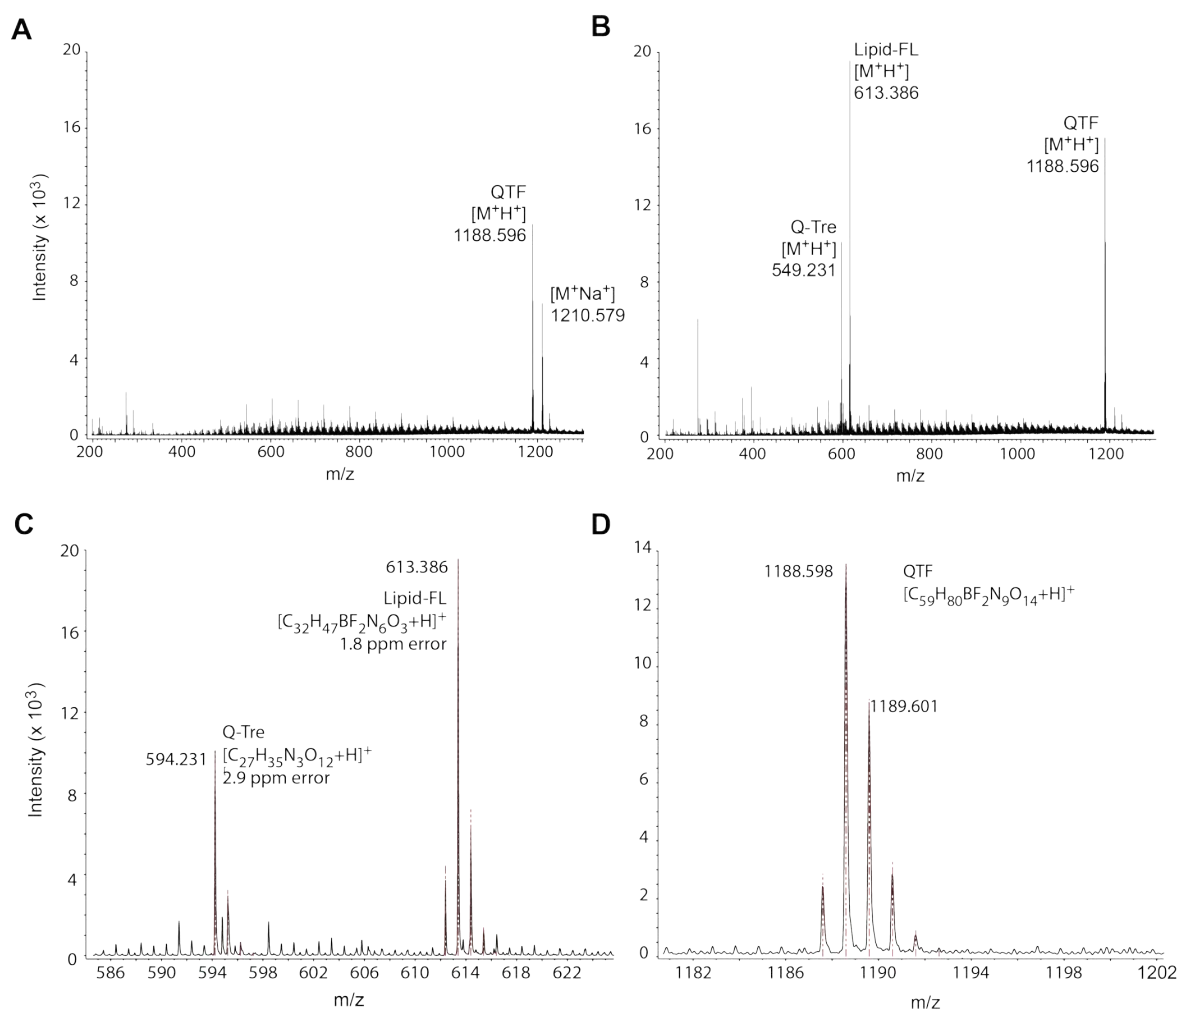 A
20
16
12
8
4
0
Intensity (x 10³)
QTF
[M⁺H⁺]
1188.596
[M⁺Na⁺]
1210.579
200 400 600 800 1000 1200
m/z
B
20
16
12
8
4
0
Lipid-FL
[M⁺H⁺]
613.386
QTF
[M⁺H⁺]
1188.596
Q-Tre
[M⁺H⁺]
549.231
200 400 600 800 1000 1200
m/z
C
20
16
12
8
4
0
Intensity (x 10³)
613.386
Lipid-FL
[C₃₂H₄₇BF₂N₆O₃+H]⁺
1.8 ppm error
594.231
Q-Tre
[C₂₇H₃₅N₃O₁₂+H]⁺
2.9 ppm error
586 590 594 598 602 606 614 618 622
m/z
D
14
12
10
8
6
4
2
0
1188.598
QTF
[C₅₉H₈₀BF₂N₉O₁₄+H]⁺
1189.601
1182 1186 1190 1194 1198 1202
m/z